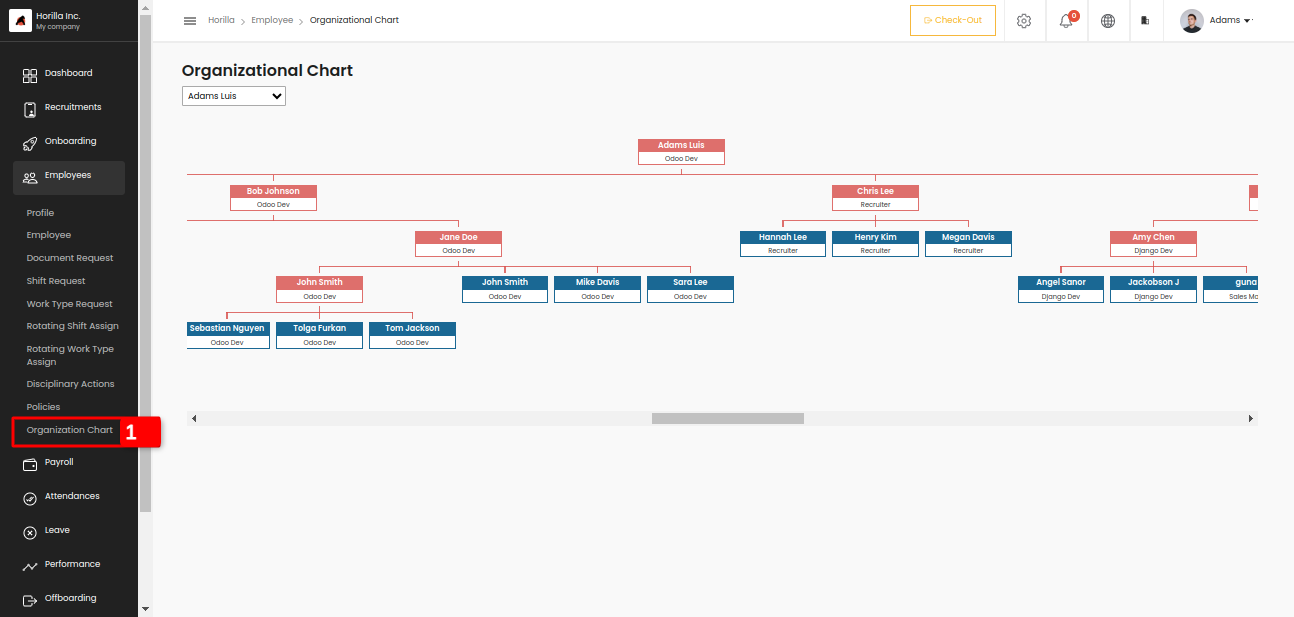 Horilla Inc.
My company
Dashboard
Recruitments
Onboarding
Employees
Profile
Employee
Document Request
Shift Request
Work Type Request
Rotating Shift Assign
Rotating Work Type
Assign
Disciplinary Actions
Policies
Organization Chart
1
Payroll
Attendances
Leave
Performance
Offboarding
Horilla > Employee > Organizational Chart
Check-Out
0
Adams
Organizational Chart
Adams Luis
Adams Luis
Odoo Dev
Bob Johnson
Odoo Dev
Chris Lee
Recruiter
Jane Doe
Odoo Dev
Hannah Lee
Recruiter
Henry Kim
Recruiter
Megan Davis
Recruiter
Amy Chen
Django Dev
John Smith
Odoo Dev
John Smith
Odoo Dev
Mike Davis
Odoo Dev
Sara Lee
Odoo Dev
Angel Sanor
Django Dev
Jackobson J
Django Dev
guna
Sales Ma
Sebastian Nguyen
Odoo Dev
Tolga Furkan
Odoo Dev
Tom Jackson
Odoo Dev